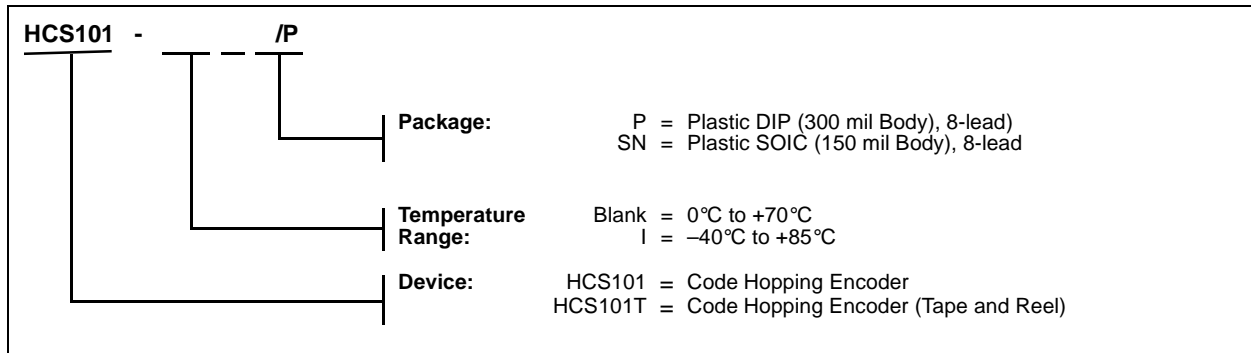 HCS101 - /P
Package: P = Plastic DIP (300 mil Body), 8-lead)
SN = Plastic SOIC (150 mil Body), 8-lead
Temperature Blank = 0°C to +70°C
Range: I = –40°C to +85°C
Device: HCS101 = Code Hopping Encoder
HCS101T = Code Hopping Encoder (Tape and Reel)